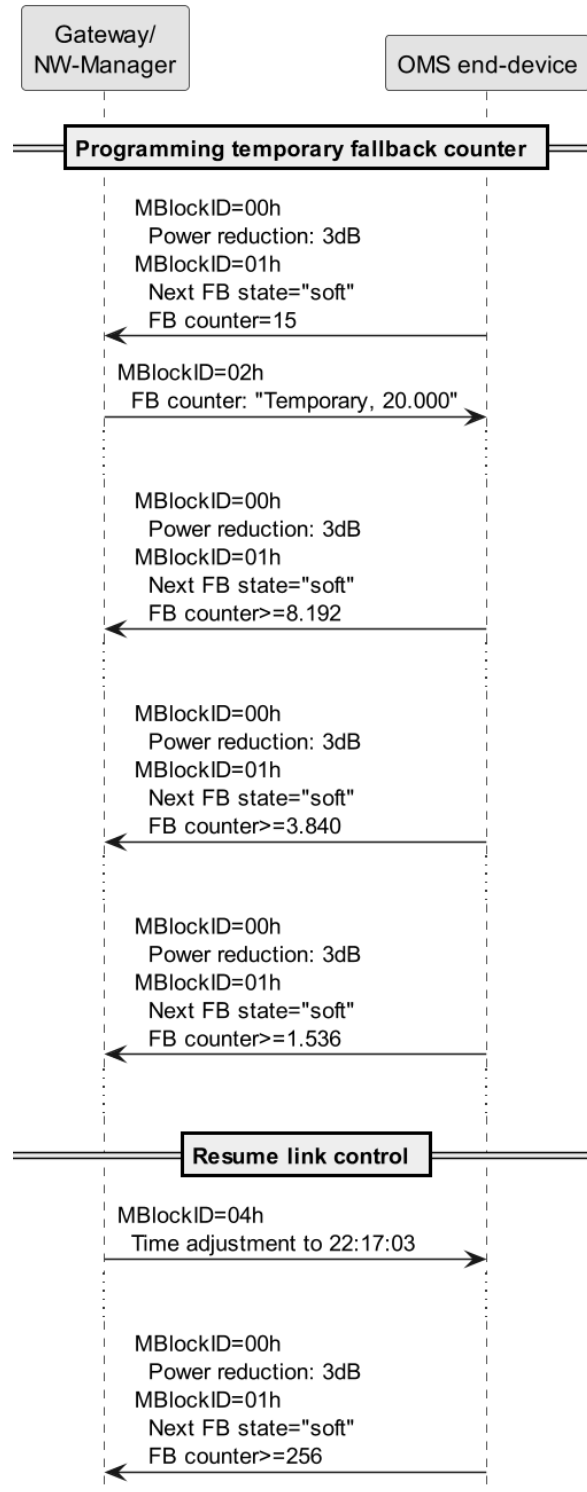 Gateway/
NW-Manager
OMS end-device
Programming temporary fallback counter
MBlockID=00h
Power reduction: 3dB
MBlockID=01h
Next FB state="soft"
FB counter=15
MBlockID=02h
FB counter: "Temporary, 20.000"
MBlockID=00h
Power reduction: 3dB
MBlockID=01h
Next FB state="soft"
FB counter>=8.192
MBlockID=00h
Power reduction: 3dB
MBlockID=01h
Next FB state="soft"
FB counter>=3.840
MBlockID=00h
Power reduction: 3dB
MBlockID=01h
Next FB state="soft"
FB counter>=1.536
Resume link control
MBlockID=04h
Time adjustment to 22:17:03
MBlockID=00h
Power reduction: 3dB
MBlockID=01h
Next FB state="soft"
FB counter>=256